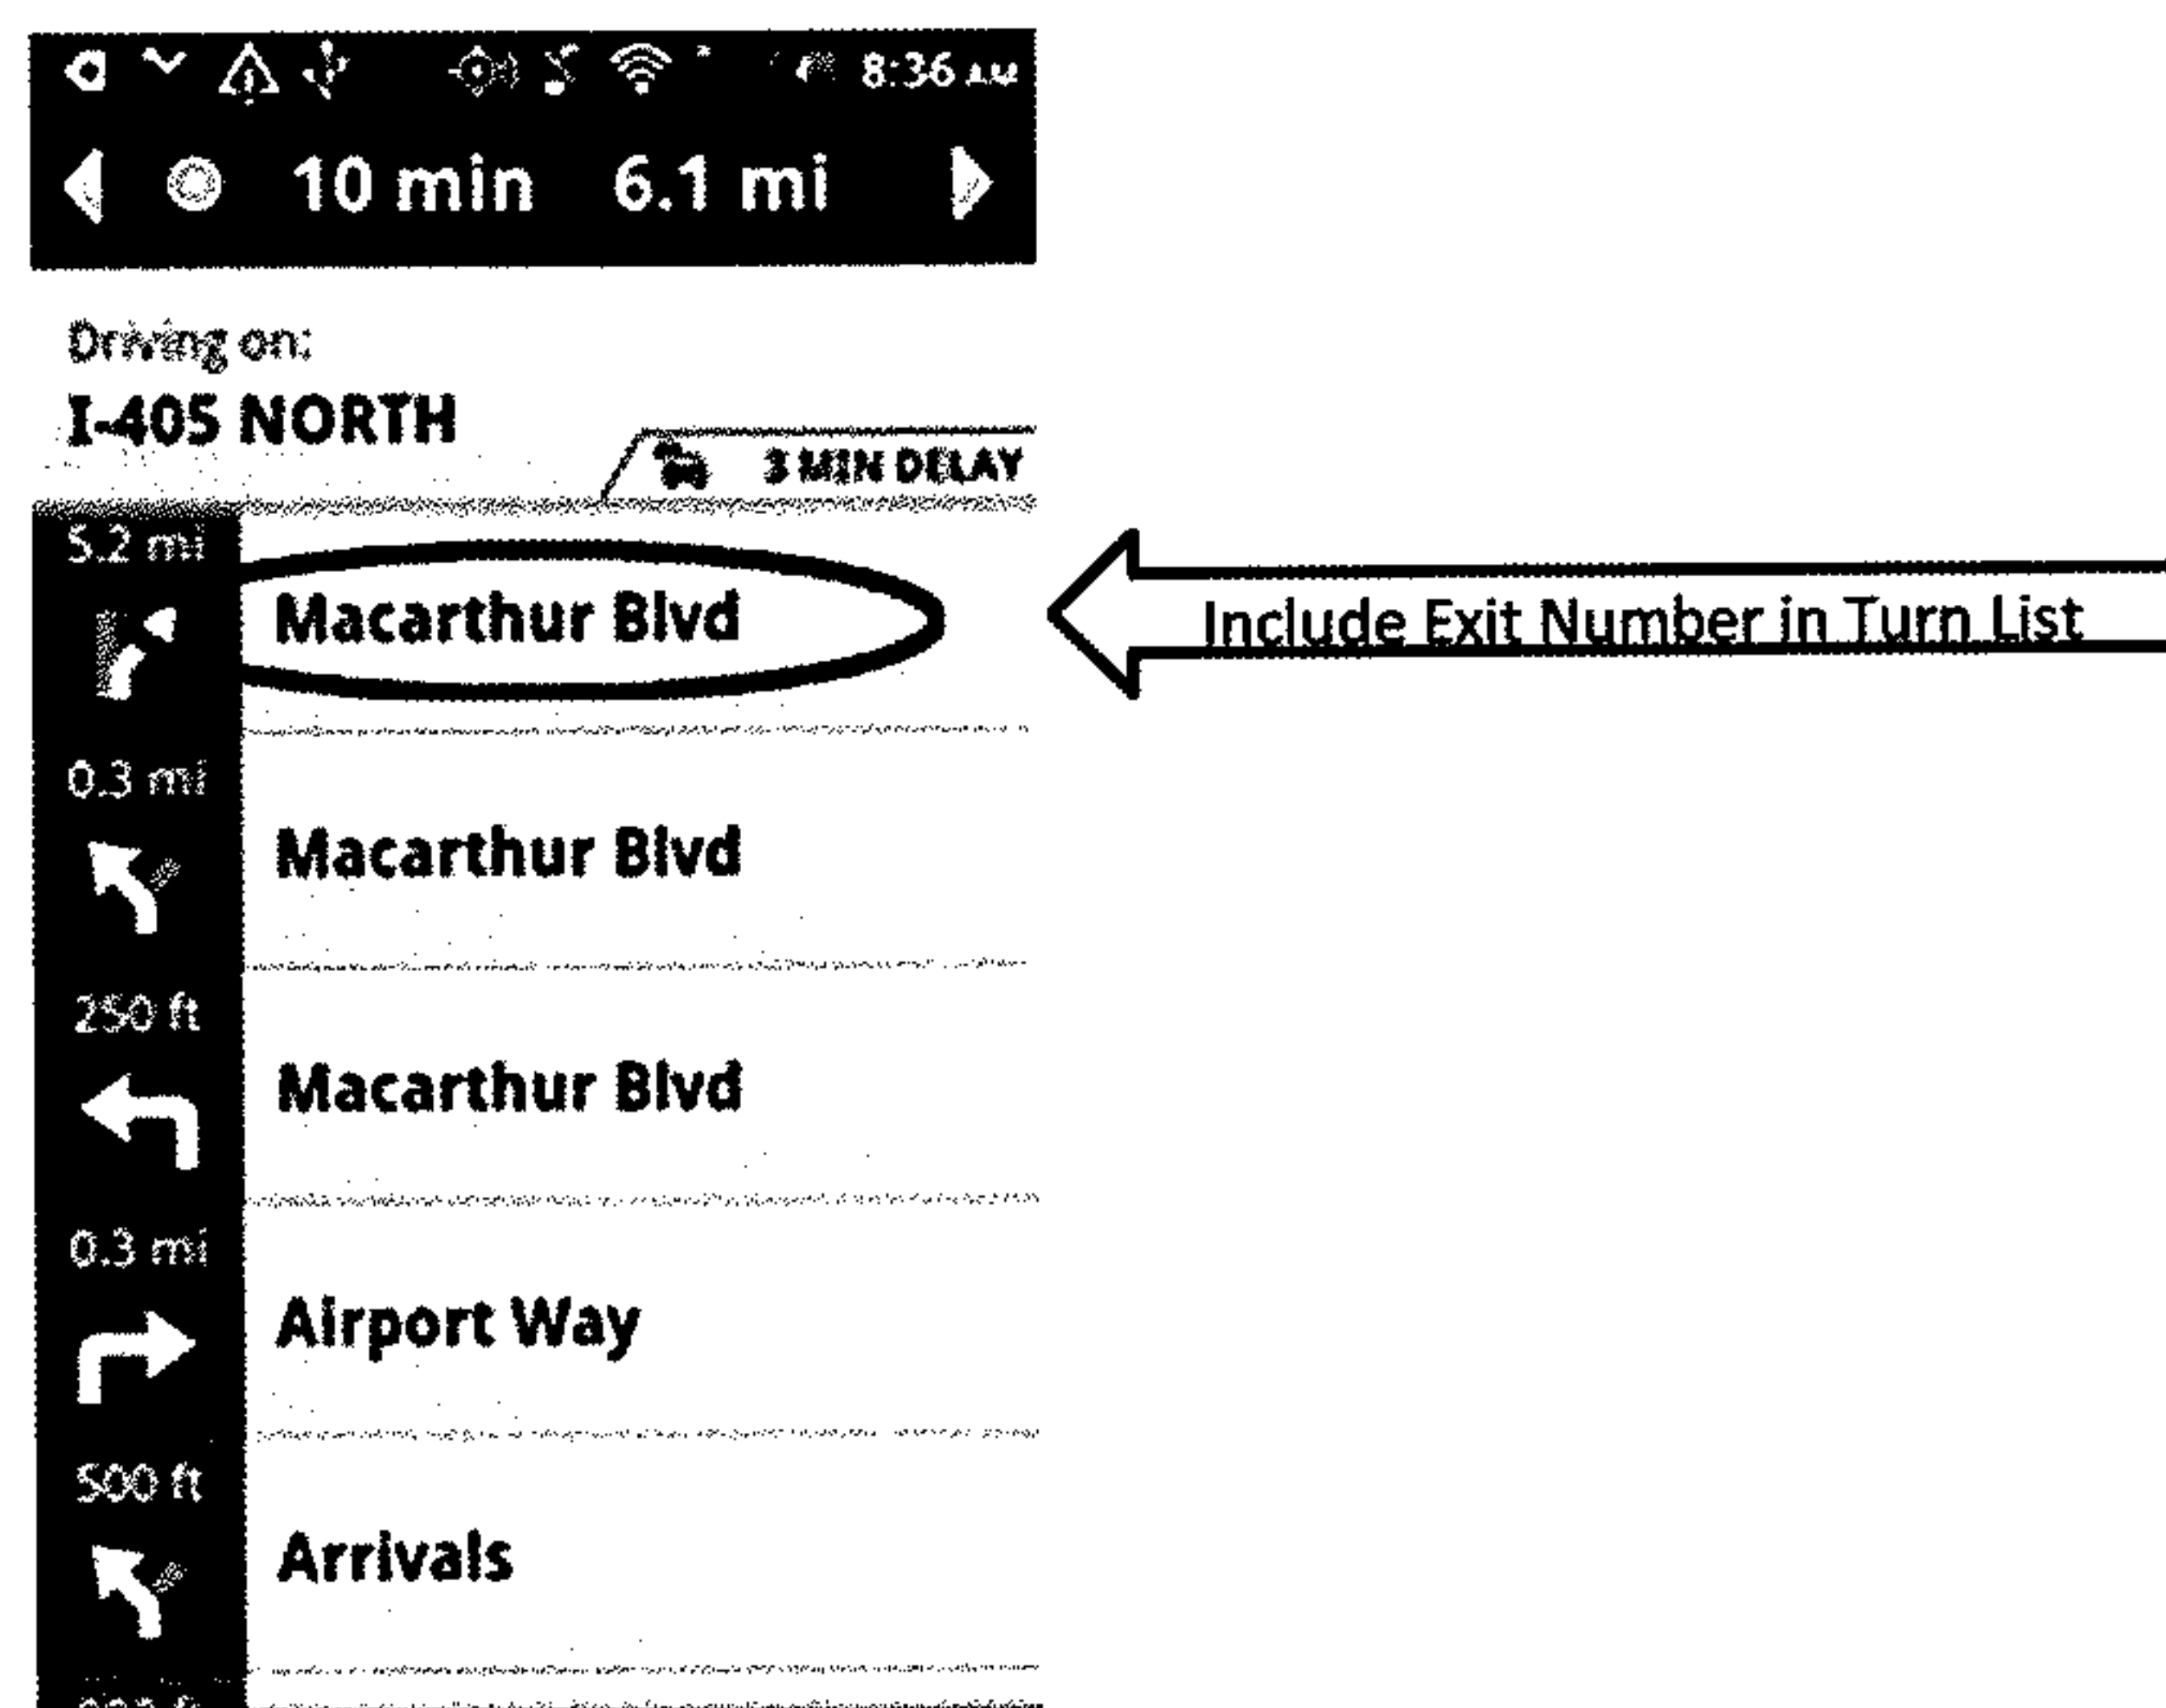 8:36 AM
10 min 6.1 mi
Driving on:
I-405 NORTH
3 MIN DELAY
5.2 mi
Macarthur Blvd
Include Exit Number in Turn List
0.3 mi
Macarthur Blvd
250 ft
Macarthur Blvd
0.3 mi
Airport Way
500 ft
Arrivals